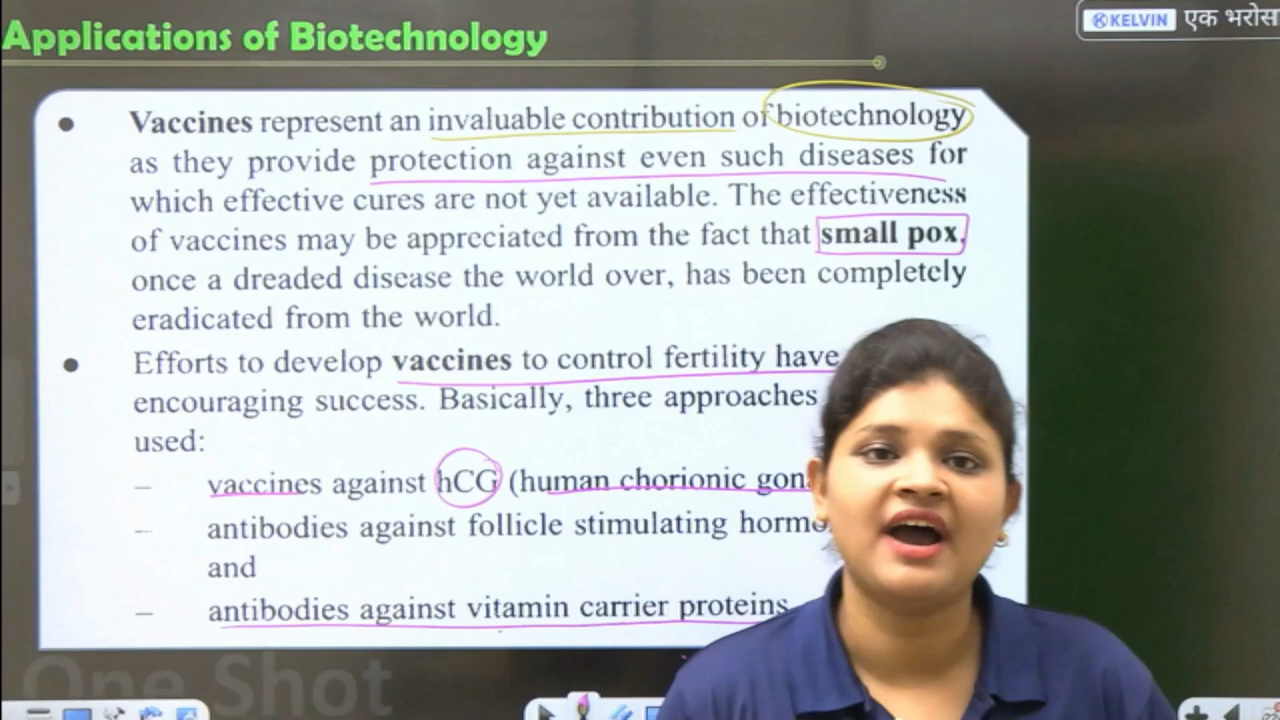 Applications of Biotechnology
KELVIN एक भरोस
• Vaccines represent an invaluable contribution of biotechnology
as they provide protection against even such diseases for
which effective cures are not yet available. The effectiveness
of vaccines may be appreciated from the fact that small pox,
once a dreaded disease the world over, has been completely
eradicated from the world.
• Efforts to develop vaccines to control fertility have
encouraging success. Basically, three approaches
used:
– vaccines against hCG (human chorionic gon
– antibodies against follicle stimulating hormo
and
– antibodies against vitamin carrier proteins
One Shot